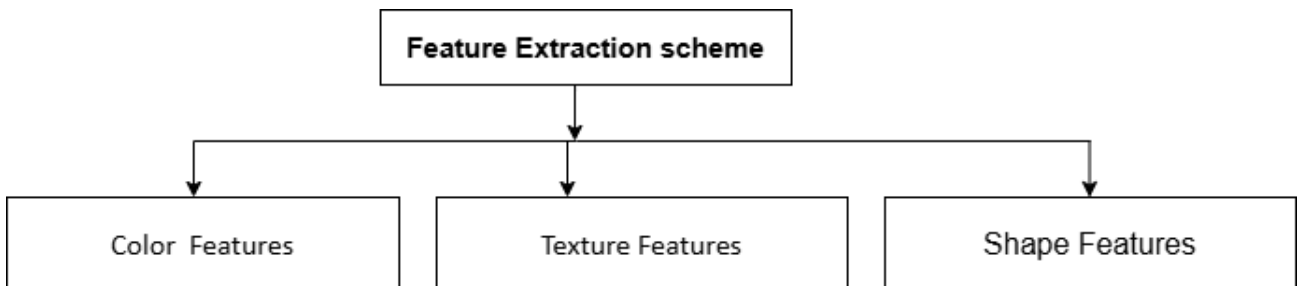 Feature Extraction scheme
Color Features
Texture Features
Shape Features